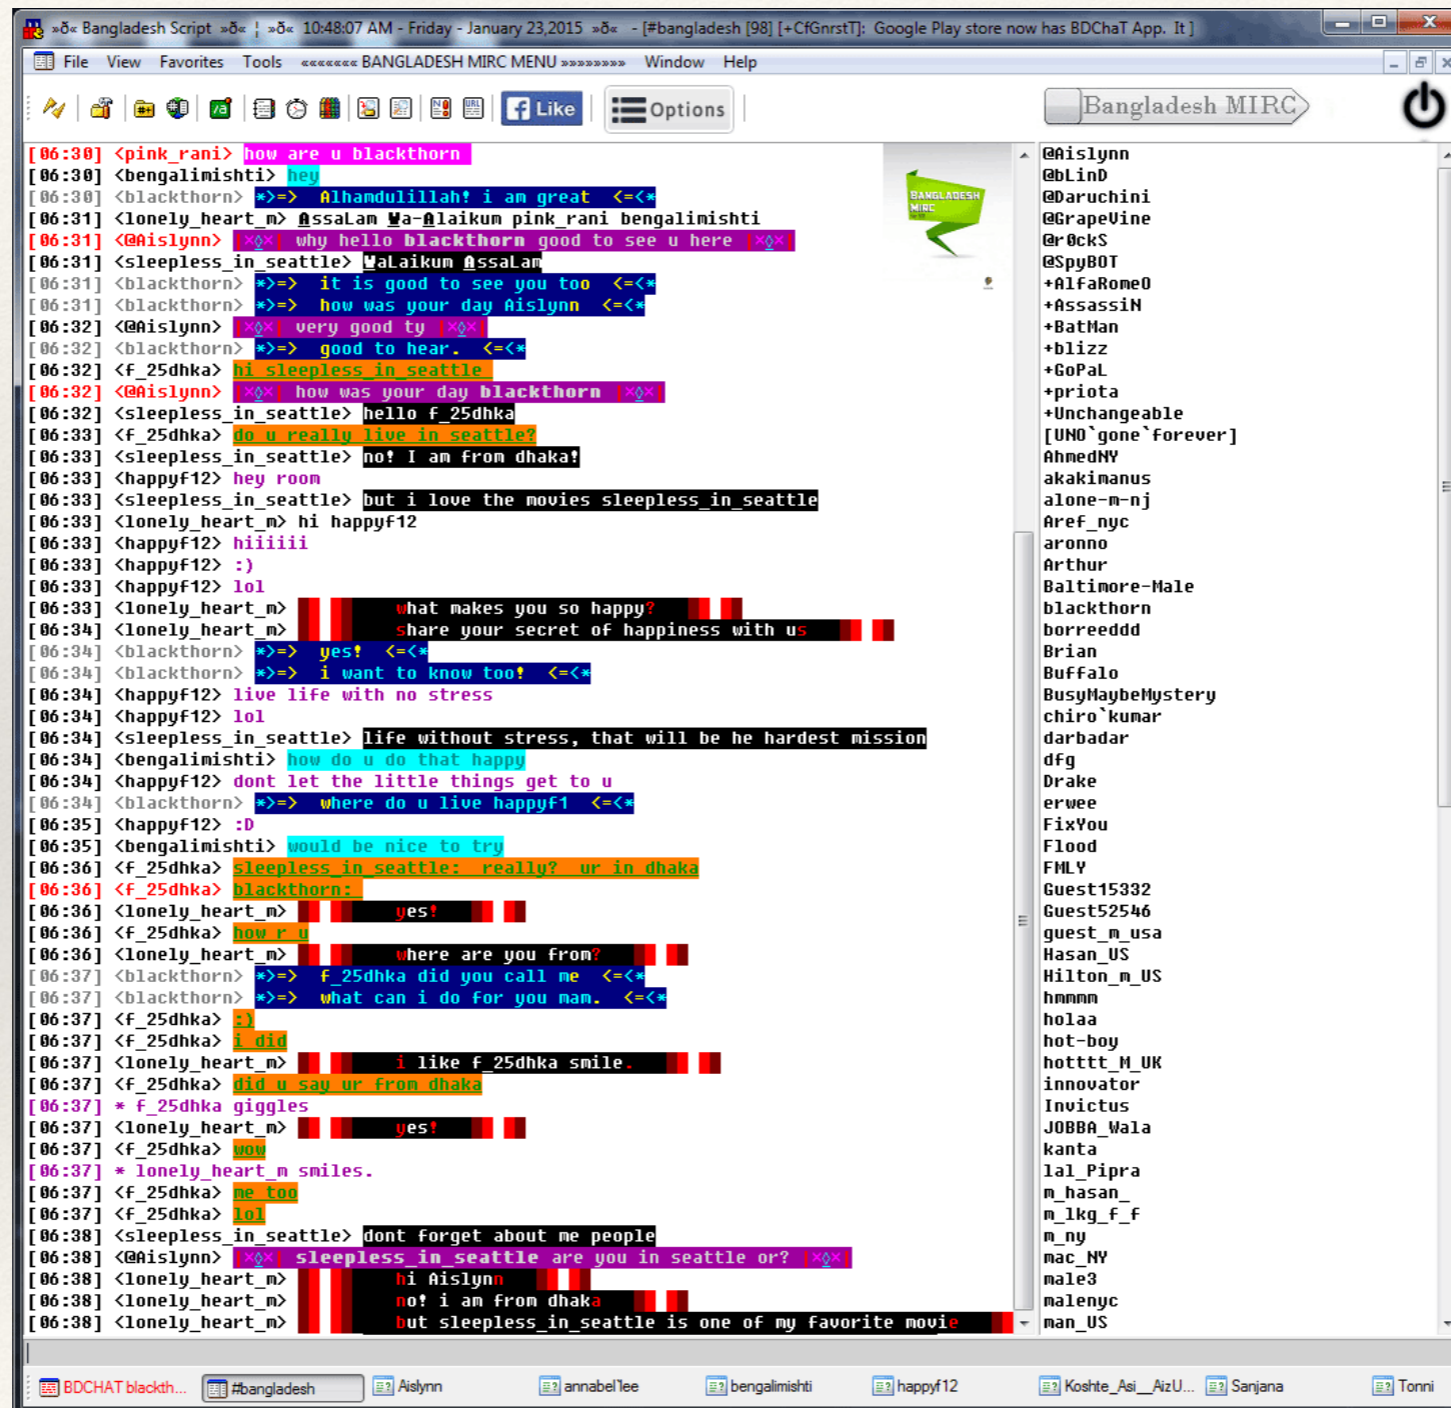 »ð« Bangladesh Script »ð« ¦ »ð« 10:48:07 AM - Friday - January 23,2015 »ð« - [#bangladesh [98] [+CfGnrstT]: Google Play store now has BDChaT App. It ]
File View Favorites Tools «««««««« BANGLADESH MIRC MENU »»»»»»»» Window Help
Like
Options
Bangladesh MIRC
BANGLADESH
MIRC
[06:30] <pink_rani> how are u blackthorn
[06:30] <bengalimishti> hey
[06:30] <blackthorn> *>=> Alhamdulillah! i am great <=<*
[06:31] <lonely_heart_m> AssaLam Wa-Alaikum pink_rani bengalimishti
[06:31] <@Aislynn> |×◊×| why hello blackthorn good to see u here |×◊×|
[06:31] <sleepless_in_seattle> WaLaikum AssaLam
[06:31] <blackthorn> *>=> it is good to see you too <=<*
[06:31] <blackthorn> *>=> how was your day Aislynn <=<*
[06:32] <@Aislynn> |×◊×| very good ty |×◊×|
[06:32] <blackthorn> *>=> good to hear. <=<*
[06:32] <f_25dhka> hi sleepless_in_seattle
[06:32] <@Aislynn> |×◊×| how was your day blackthorn |×◊×|
[06:32] <sleepless_in_seattle> hello f_25dhka
[06:33] <f_25dhka> do u really live in seattle?
[06:33] <sleepless_in_seattle> no! I am from dhaka!
[06:33] <happyf12> hey room
[06:33] <sleepless_in_seattle> but i love the movies sleepless_in_seattle
[06:33] <lonely_heart_m> hi happyf12
[06:33] <happyf12> hiiiiii
[06:33] <happyf12> :)
[06:33] <happyf12> lol
[06:33] <lonely_heart_m> what makes you so happy?
[06:34] <lonely_heart_m> share your secret of happiness with us
[06:34] <blackthorn> *>=> yes! <=<*
[06:34] <blackthorn> *>=> i want to know too! <=<*
[06:34] <happyf12> live life with no stress
[06:34] <happyf12> lol
[06:34] <sleepless_in_seattle> life without stress, that will be he hardest mission
[06:34] <bengalimishti> how do u do that happy
[06:34] <happyf12> dont let the little things get to u
[06:34] <blackthorn> *>=> where do u live happyf1 <=<*
[06:35] <happyf12> :D
[06:35] <bengalimishti> would be nice to try
[06:36] <f_25dhka> sleepless_in_seattle: really? ur in dhaka
[06:36] <f_25dhka> blackthorn:
[06:36] <lonely_heart_m> yes!
[06:36] <f_25dhka> how r u
[06:36] <lonely_heart_m> where are you from?
[06:37] <blackthorn> *>=> f_25dhka did you call me <=<*
[06:37] <blackthorn> *>=> what can i do for you mam. <=<*
[06:37] <f_25dhka> :)
[06:37] <f_25dhka> i did
[06:37] <lonely_heart_m> i like f_25dhka smile.
[06:37] <f_25dhka> did u say ur from dhaka
[06:37] * f_25dhka giggles
[06:37] <lonely_heart_m> yes!
[06:37] <f_25dhka> wow
[06:37] * lonely_heart_m smiles.
[06:37] <f_25dhka> me too
[06:37] <f_25dhka> lol
[06:38] <sleepless_in_seattle> dont forget about me people
[06:38] <@Aislynn> |×◊×| sleepless_in_seattle are you in seattle or? |×◊×|
[06:38] <lonely_heart_m> hi Aislynn
[06:38] <lonely_heart_m> no! i am from dhaka
[06:38] <lonely_heart_m> but sleepless_in_seattle is one of my favorite movie
@Aislynn
@bLinD
@Daruchini
@GrapeVine
@r0ckS
@SpyBOT
+AlfaRomeO
+AssassiN
+BatMan
+blizz
+GoPaL
+priota
+Unchangeable
[UNO`gone`forever]
AhmedNY
akakimanus
alone-m-nj
Aref_nyc
aronno
Arthur
Baltimore-Male
blackthorn
borreeddd
Brian
Buffalo
BusyMaybeMystery
chiro`kumar
darbadar
dfg
Drake
erwee
FixYou
Flood
FMLY
Guest15332
Guest52546
guest_m_usa
Hasan_US
Hilton_m_US
hmmmm
holaa
hot-boy
hotttt_M_UK
innovator
Invictus
JOBBA_Wala
kanta
lal_Pipra
m_hasan_
m_lkg_f_f
m_ny
mac_NY
male3
malenyc
man_US
BDCHAT blackth... #bangladesh Aislynn annabel'lee bengalimishti happyf12 Koshte_Asi__AizU... Sanjana Tonni